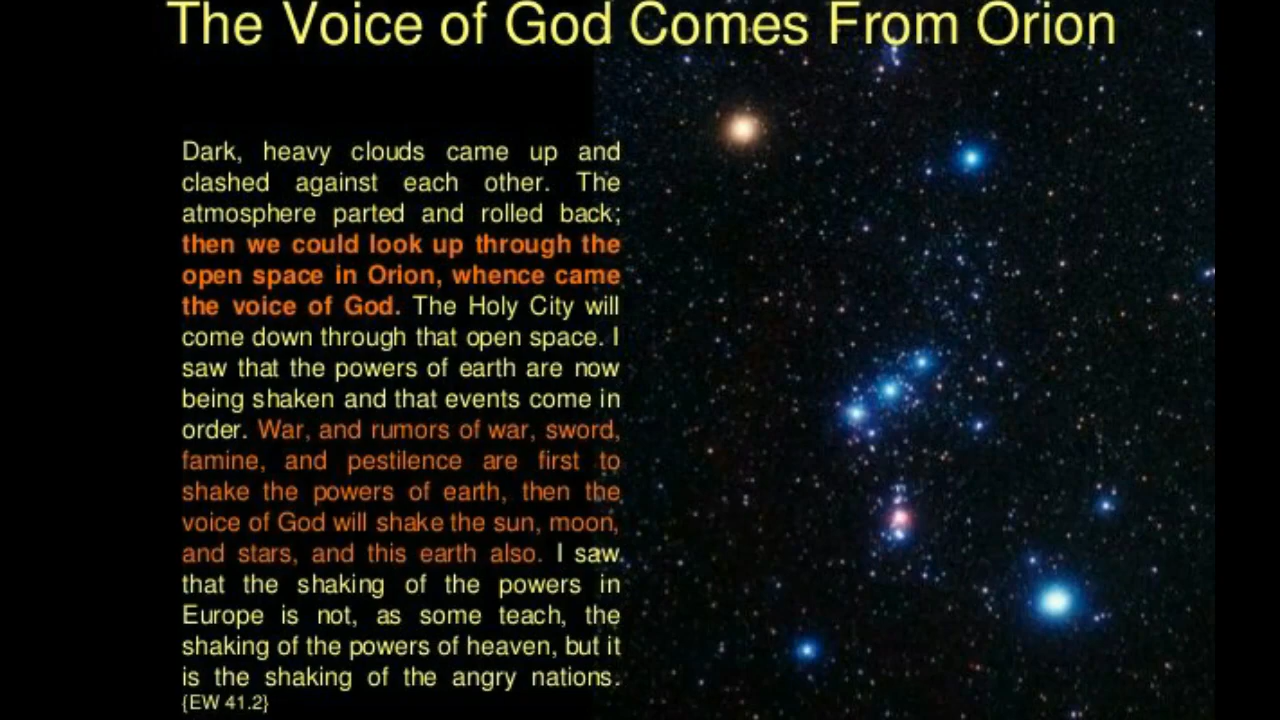 The Voice of God Comes From Orion
Dark, heavy clouds came up and
clashed against each other. The
atmosphere parted and rolled back;
then we could look up through the
open space in Orion, whence came
the voice of God. The Holy City will
come down through that open space. I
saw that the powers of earth are now
being shaken and that events come in
order. War, and rumors of war, sword,
famine, and pestilence are first to
shake the powers of earth, then the
voice of God will shake the sun, moon,
and stars, and this earth also. I saw
that the shaking of the powers in
Europe is not, as some teach, the
shaking of the powers of heaven, but it
is the shaking of the angry nations.
{EW 41.2}